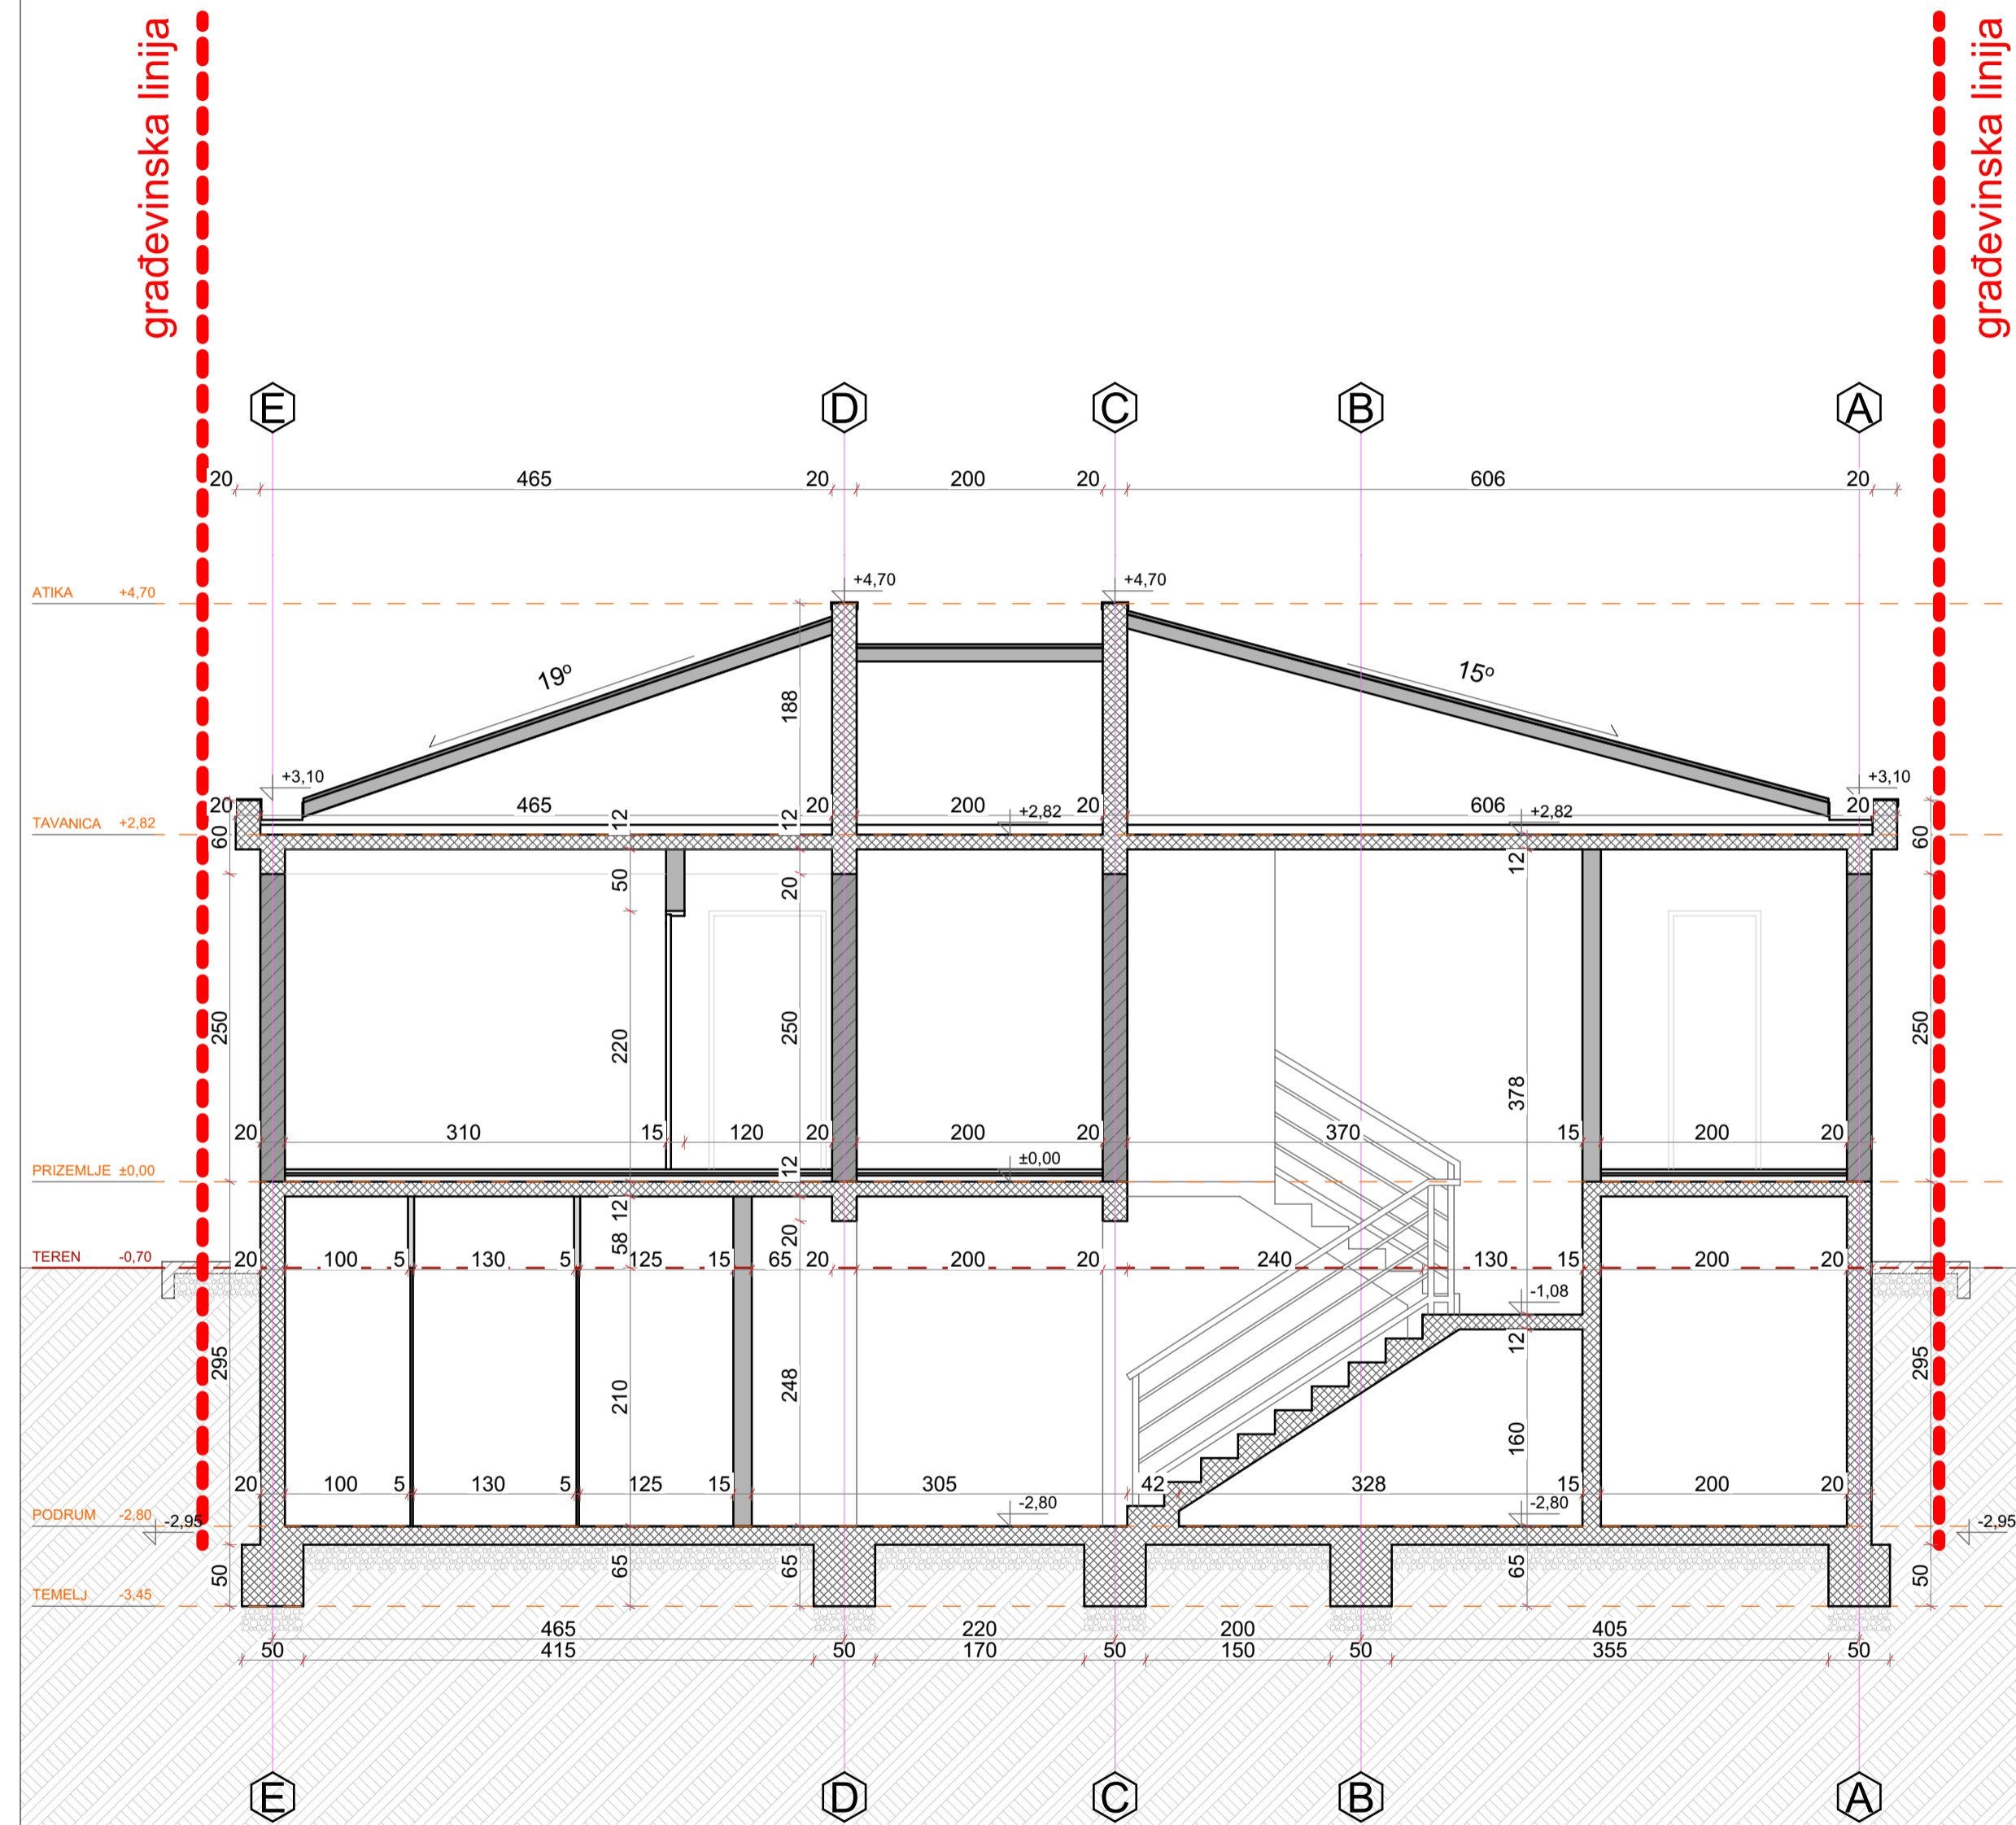 građevinska linija
građevinska linija
E D C B A
20 465 20 200 20 606 20
ATIKA +4,70
+4,70 +4,70
19º 15º
188
+3,10 +3,10
20 465 20 200 +2,82 20 606 +2,82 20
TAVANICA +2,82
60 12 12 12 60
50 20
250 220 250 378 250
20 310 15 120 20 200 20 370 15 200 20
PRIZEMLJE ±0,00
12 ±0,00
12
58 20
TEREN -0,70
20 100 5 130 5 125 15 65 20 200 20 240 130 15 200 20
-1,08
12
295 210 248 160 295
20 100 5 130 5 125 15 305 42 328 15 200 20
PODRUM -2,80
-2,95 -2,80 -2,80 -2,95
50 65 65 65 50
TEMELJ -3,45
465 220 200 405
50 415 50 170 50 150 50 355 50
E D C B A